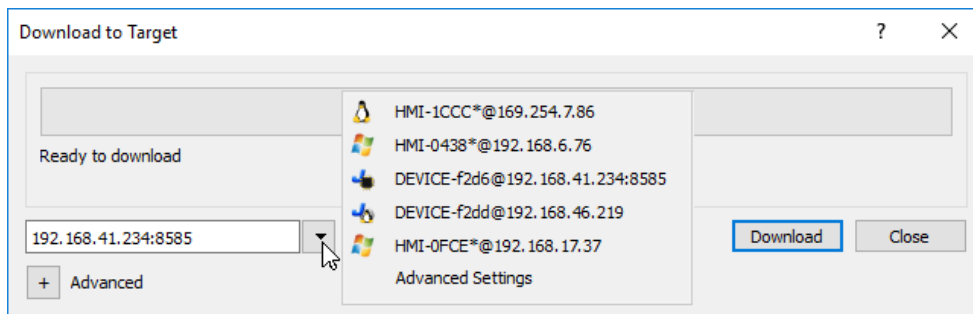 Download to Target
?
HMI-1CCC*@169.254.7.86
HMI-0438*@192.168.6.76
Ready to download
DEVICE-f2d6@192.168.41.234:8585
DEVICE-f2dd@192.168.46.219
192.168.41.234:8585
HMI-0FCE*@192.168.17.37
Download
Close
Advanced Settings
+ Advanced